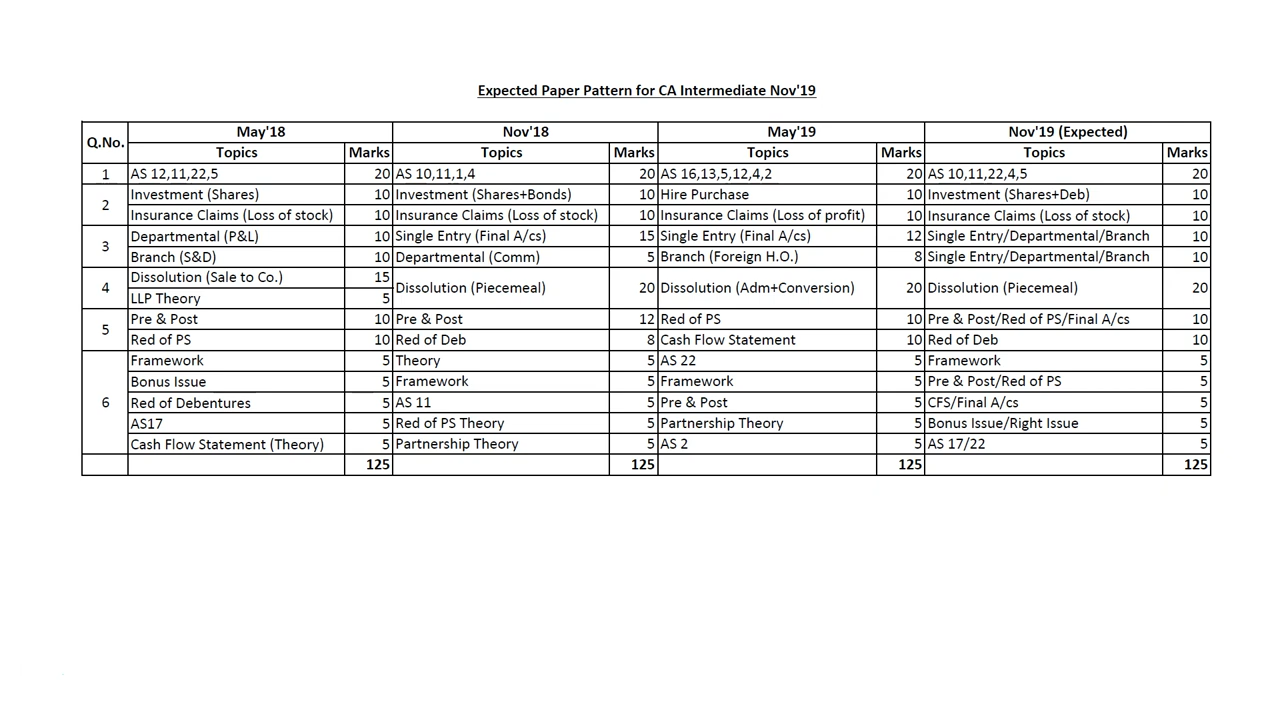 Expected Paper Pattern for CA Intermediate Nov'19
Q.No. May'18 Nov'18 May'19 Nov'19 (Expected)
Topics Marks Topics Marks Topics Marks Topics Marks
1 AS 12,11,22,5 20 AS 10,11,1,4 20 AS 16,13,5,12,4,2 20 AS 10,11,22,4,5 20
2 Investment (Shares) 10 Investment (Shares+Bonds) 10 Hire Purchase 10 Investment (Shares+Deb) 10
Insurance Claims (Loss of stock) 10 Insurance Claims (Loss of stock) 10 Insurance Claims (Loss of profit) 10 Insurance Claims (Loss of stock) 10
3 Departmental (P&L) 10 Single Entry (Final A/cs) 15 Single Entry (Final A/cs) 12 Single Entry/Departmental/Branch 10
Branch (S&D) 10 Departmental (Comm) 5 Branch (Foreign H.O.) 8 Single Entry/Departmental/Branch 10
4 Dissolution (Sale to Co.) 15 Dissolution (Piecemeal) 20 Dissolution (Adm+Conversion) 20 Dissolution (Piecemeal) 20
LLP Theory 5
5 Pre & Post 10 Pre & Post 12 Red of PS 10 Pre & Post/Red of PS/Final A/cs 10
Red of PS 10 Red of Deb 8 Cash Flow Statement 10 Red of Deb 10
6 Framework 5 Theory 5 AS 22 5 Framework 5
Bonus Issue 5 Framework 5 Framework 5 Pre & Post/Red of PS 5
Red of Debentures 5 AS 11 5 Pre & Post 5 CFS/Final A/cs 5
AS17 5 Red of PS Theory 5 Partnership Theory 5 Bonus Issue/Right Issue 5
Cash Flow Statement (Theory) 5 Partnership Theory 5 AS 2 5 AS 17/22 5
125 125 125 125